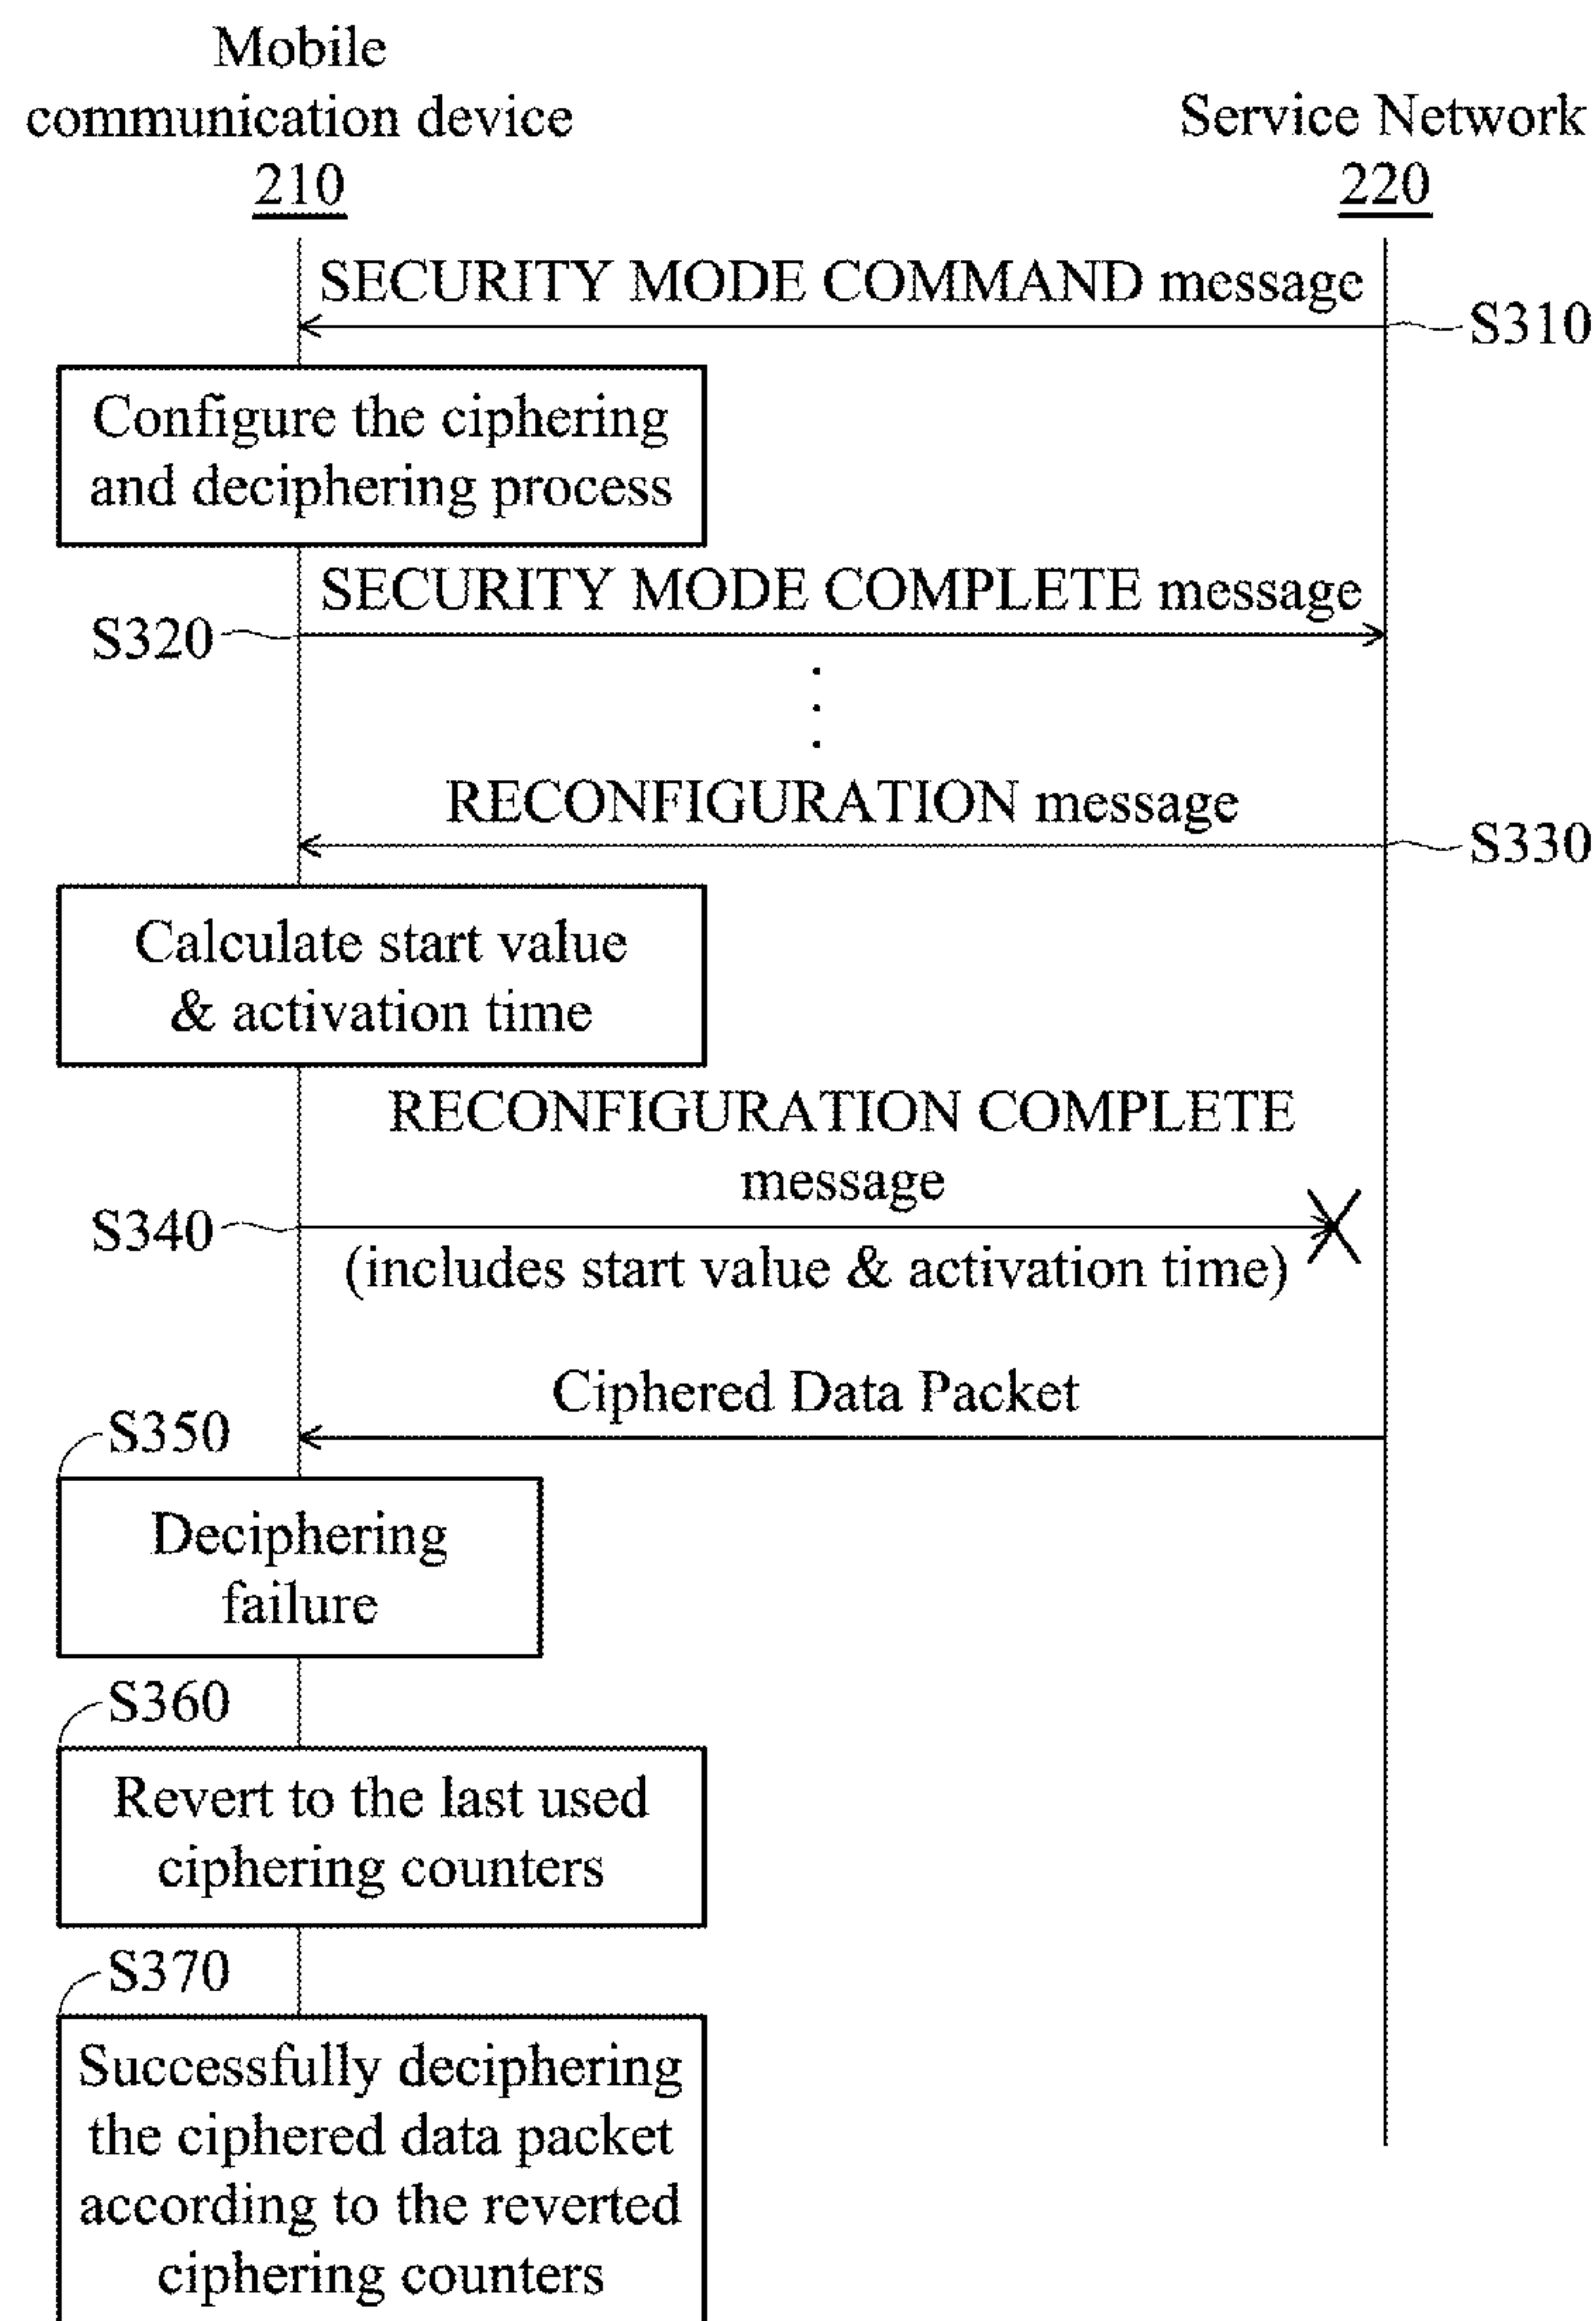 Mobile
communication device
210
Service Network
220
SECURITY MODE COMMAND message
S310
Configure the ciphering
and deciphering process
SECURITY MODE COMPLETE message
S320
RECONFIGURATION message
S330
Calculate start value
& activation time
RECONFIGURATION COMPLETE
message
S340
(includes start value & activation time)
Ciphered Data Packet
S350
Deciphering
failure
S360
Revert to the last used
ciphering counters
S370
Successfully deciphering
the ciphered data packet
according to the reverted
ciphering counters